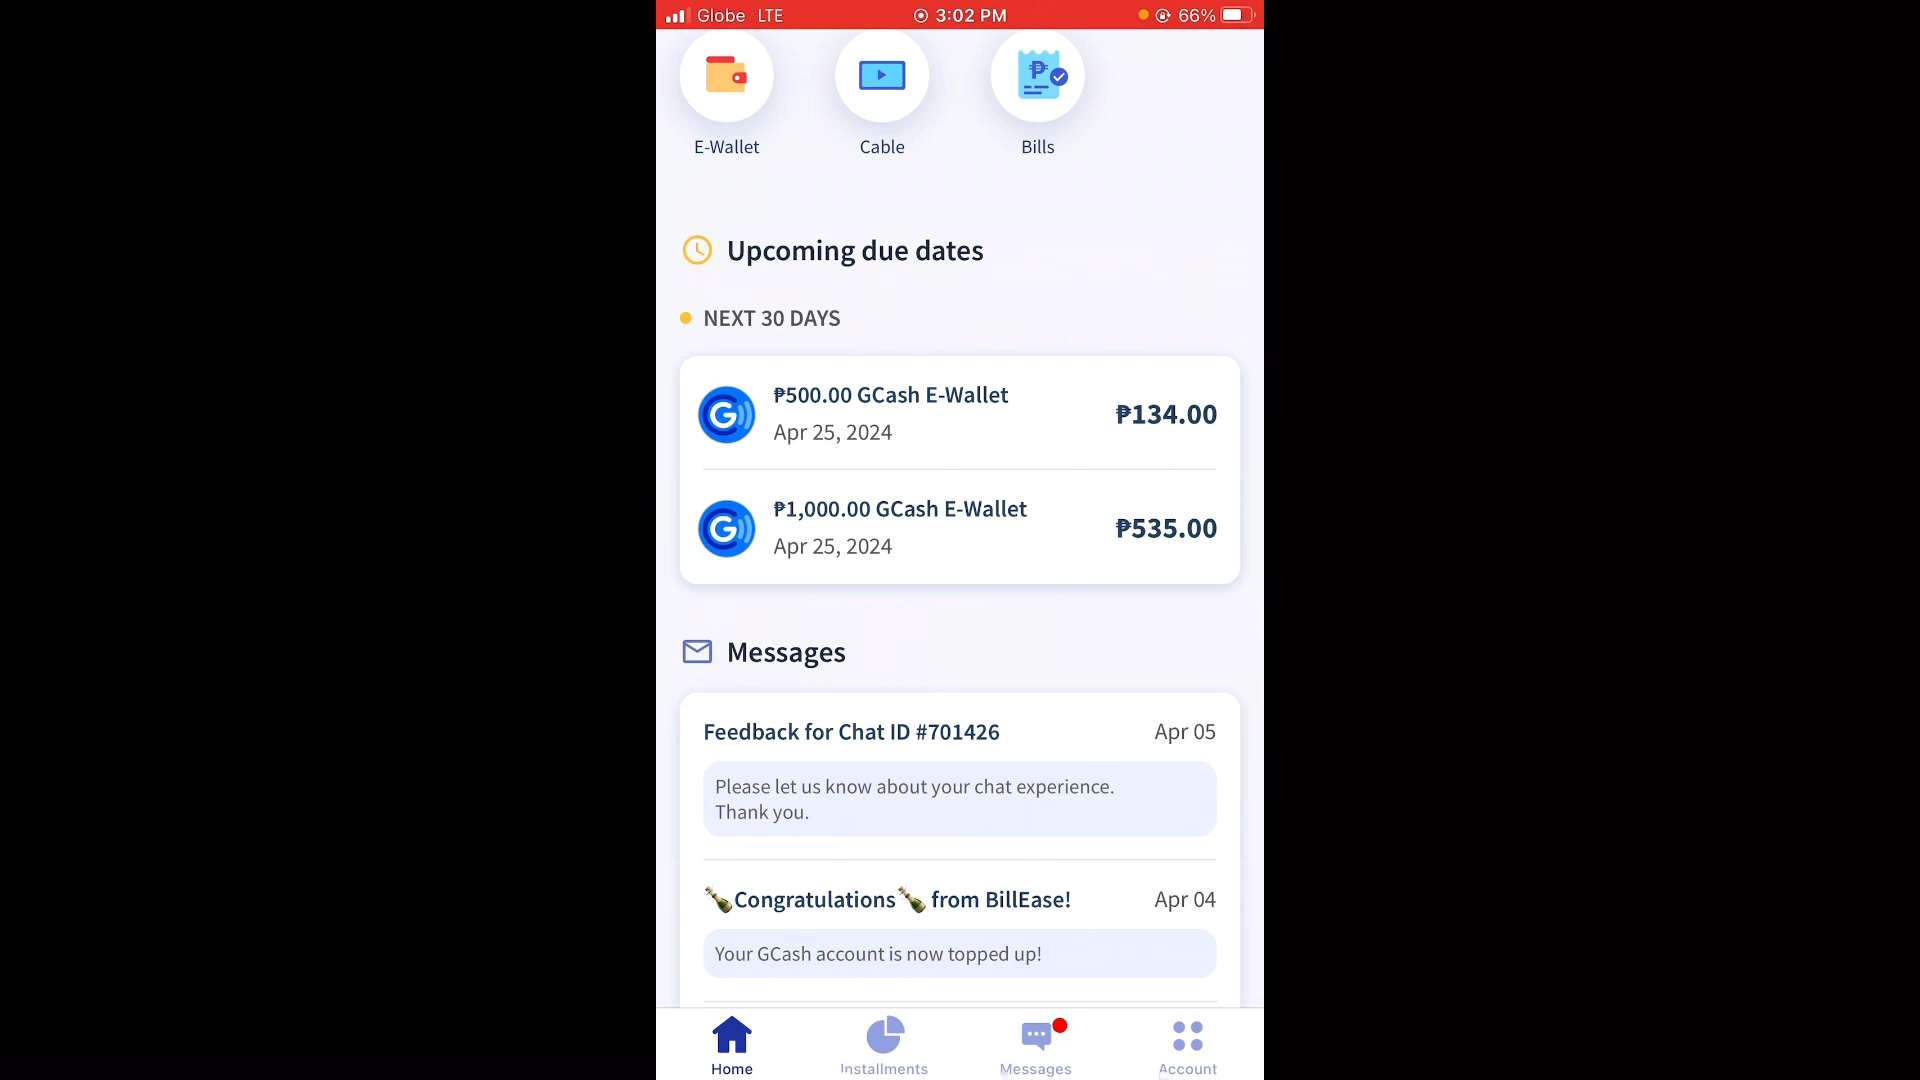 Globe LTE 3:02 PM 66%
E-Wallet Cable Bills
Upcoming due dates
NEXT 30 DAYS
₱500.00 GCash E-Wallet
₱134.00
Apr 25, 2024
₱1,000.00 GCash E-Wallet
₱535.00
Apr 25, 2024
Messages
Feedback for Chat ID #701426 Apr 05
Please let us know about your chat experience.
Thank you.
🍾Congratulations🍾 from BillEase! Apr 04
Your GCash account is now topped up!
Home Installments Messages Account